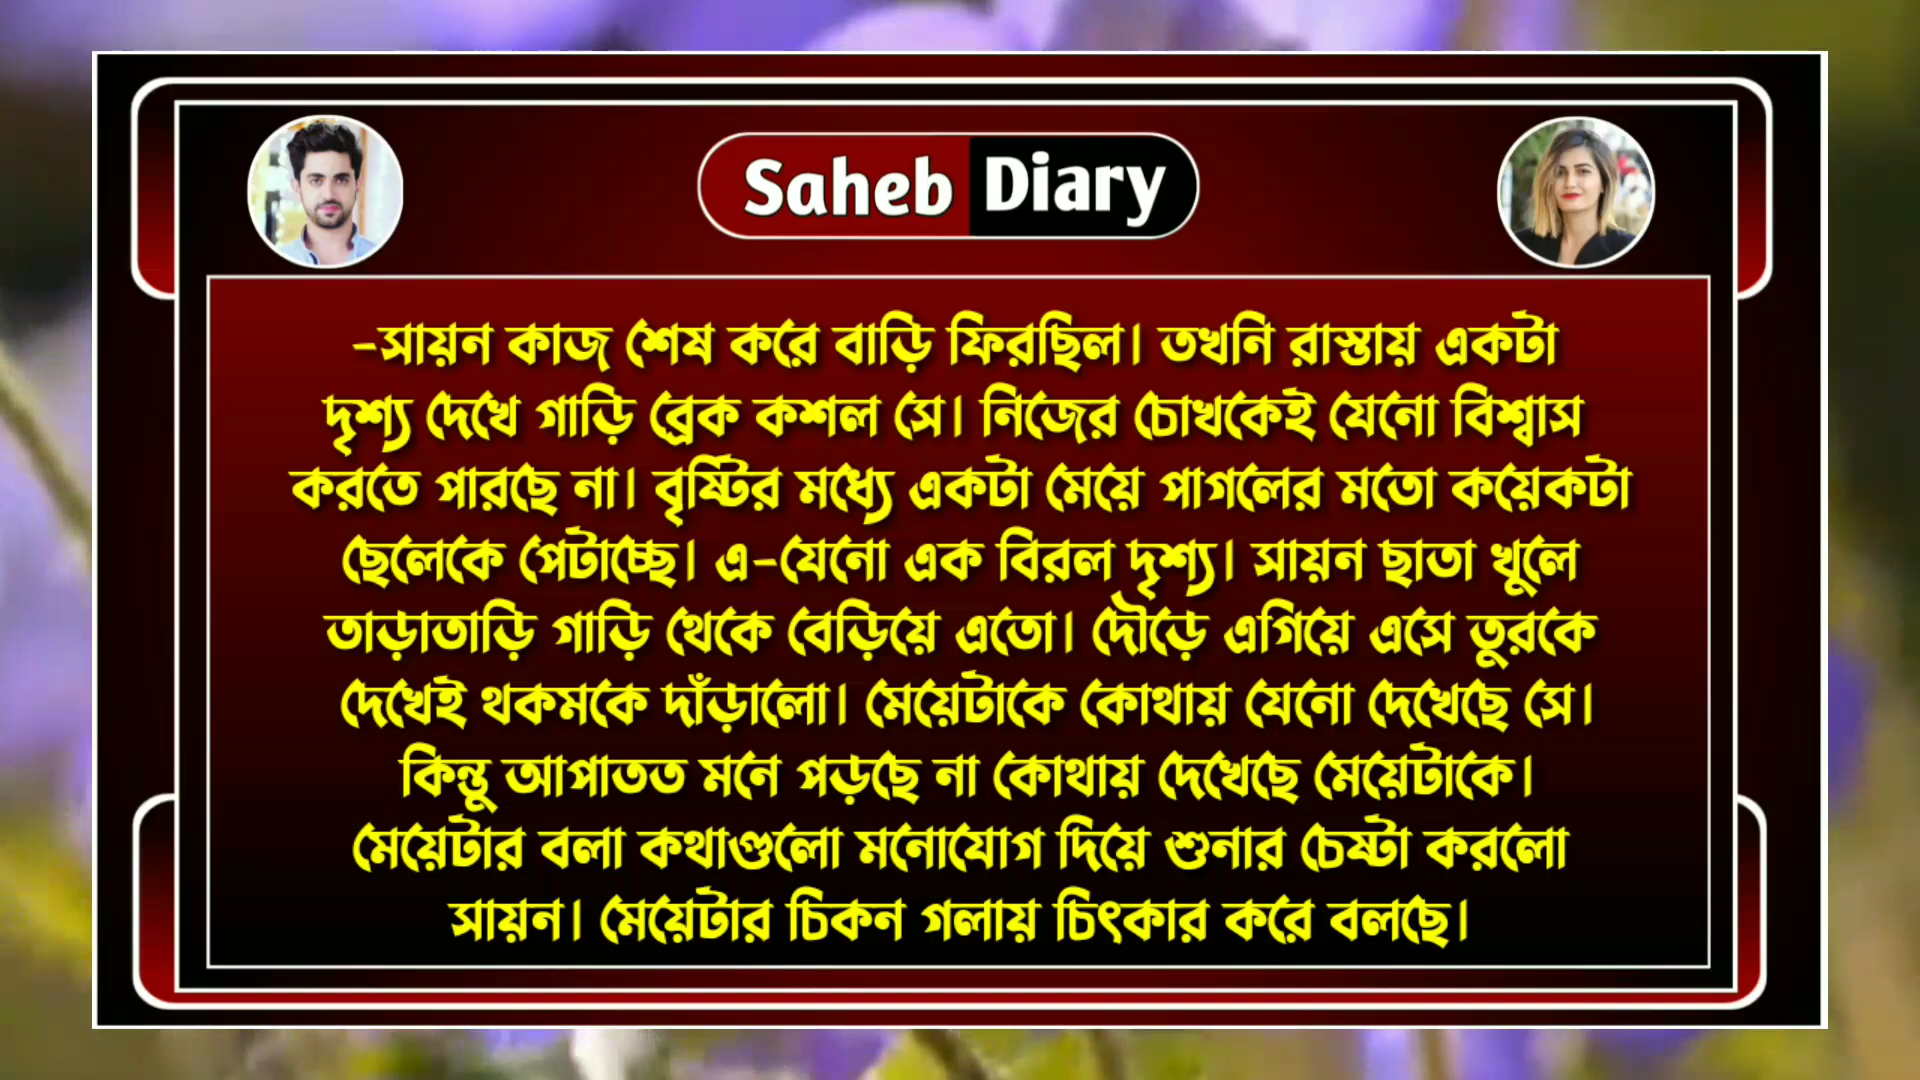 Saheb Diary
-সায়ন কাজ শেষ করে বাড়ি ফিরছিল। তখনি রাস্তায় একটা
দৃশ্য দেখে গাড়ি ব্রেক কশল সে। নিজের চোখকেই যেনো বিশ্বাস
করতে পারছে না। বৃষ্টির মধ্যে একটা মেয়ে পাগলের মতো কয়েকটা
ছেলেকে পেটাচ্ছে। এ-যেনো এক বিরল দৃশ্য। সায়ন ছাতা খুলে
তাড়াতাড়ি গাড়ি থেকে বেড়িয়ে এতো। দৌড়ে এগিয়ে এসে তুরকে
দেখেই থকমকে দাঁড়ালো। মেয়েটাকে কোথায় যেনো দেখেছে সে।
কিন্তু আপাতত মনে পড়ছে না কোথায় দেখেছে মেয়েটাকে।
মেয়েটার বলা কথাগুলো মনোযোগ দিয়ে শুনার চেষ্টা করলো
সায়ন। মেয়েটার চিকন গলায় চিৎকার করে বলছে।